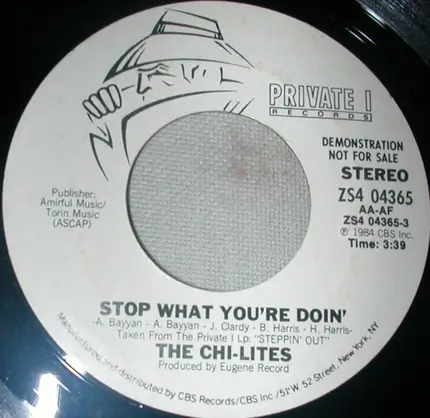 PRIVATE I
RECORDS
DEMONSTRATION
NOT FOR SALE
STEREO
ZS4 04365
AA-AF
ZS4 04365-3
℗ 1984 CBS Inc.
Time: 3:39
Publisher:
Amirful Music/
Torin Music
(ASCAP)
STOP WHAT YOU'RE DOIN'
-A. Bayyan - A. Bayyan - J. Clardy - B. Harris - H. Harris-
Taken From The Private I Lp: "STEPPIN' OUT"
THE CHI-LITES
Produced by Eugene Record
Manufactured and distributed by CBS Records/CBS Inc./51 W 52 Street, New York, NY